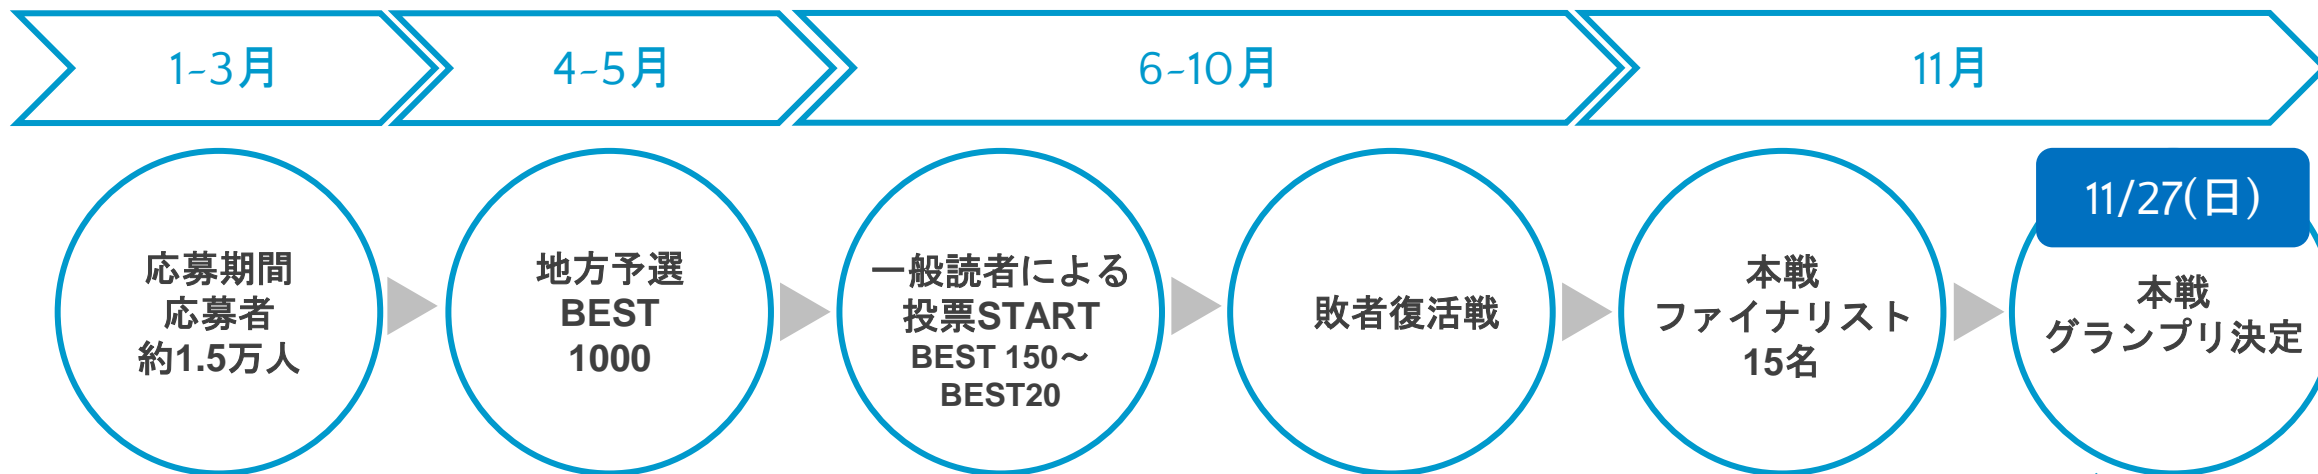 1-3月
4-5月
6-10月
11月
応募期間
応募者
約1.5万人
地方予選
BEST
1000
一般読者による
投票START
BEST 150～
BEST20
敗者復活戦
本戦
ファイナリスト
15名
11/27(日)
本戦
グランプリ決定